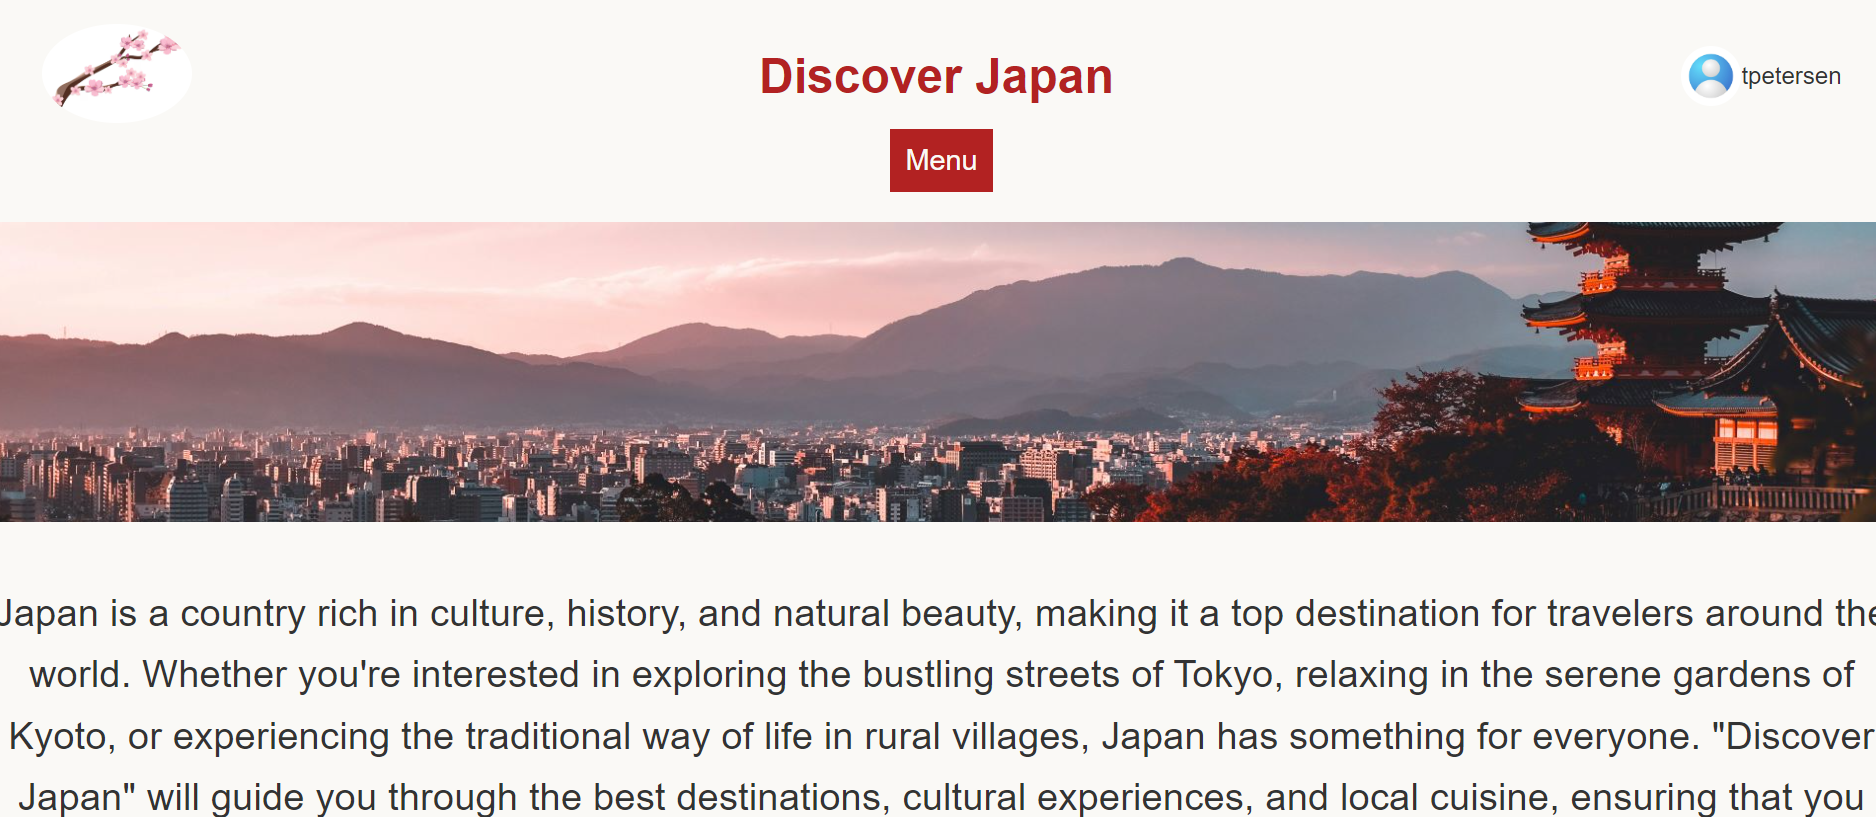 Discover Japan
tpetersen
Menu
Japan is a country rich in culture, history, and natural beauty, making it a top destination for travelers around the
world. Whether you're interested in exploring the bustling streets of Tokyo, relaxing in the serene gardens of
Kyoto, or experiencing the traditional way of life in rural villages, Japan has something for everyone. "Discover
Japan" will guide you through the best destinations, cultural experiences, and local cuisine, ensuring that you